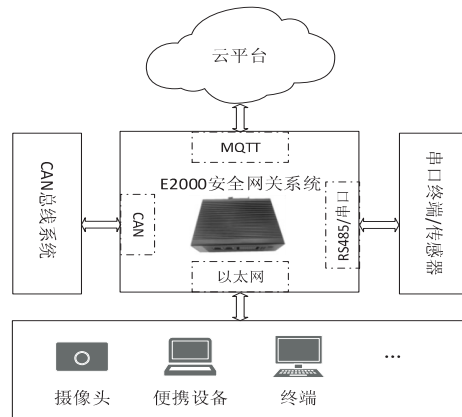 云平台
MQTT
E2000安全网关系统
CAN总线系统
CAN
RS485/串口
串口终端/传感器
以太网
摄像头
便携设备
终端
...